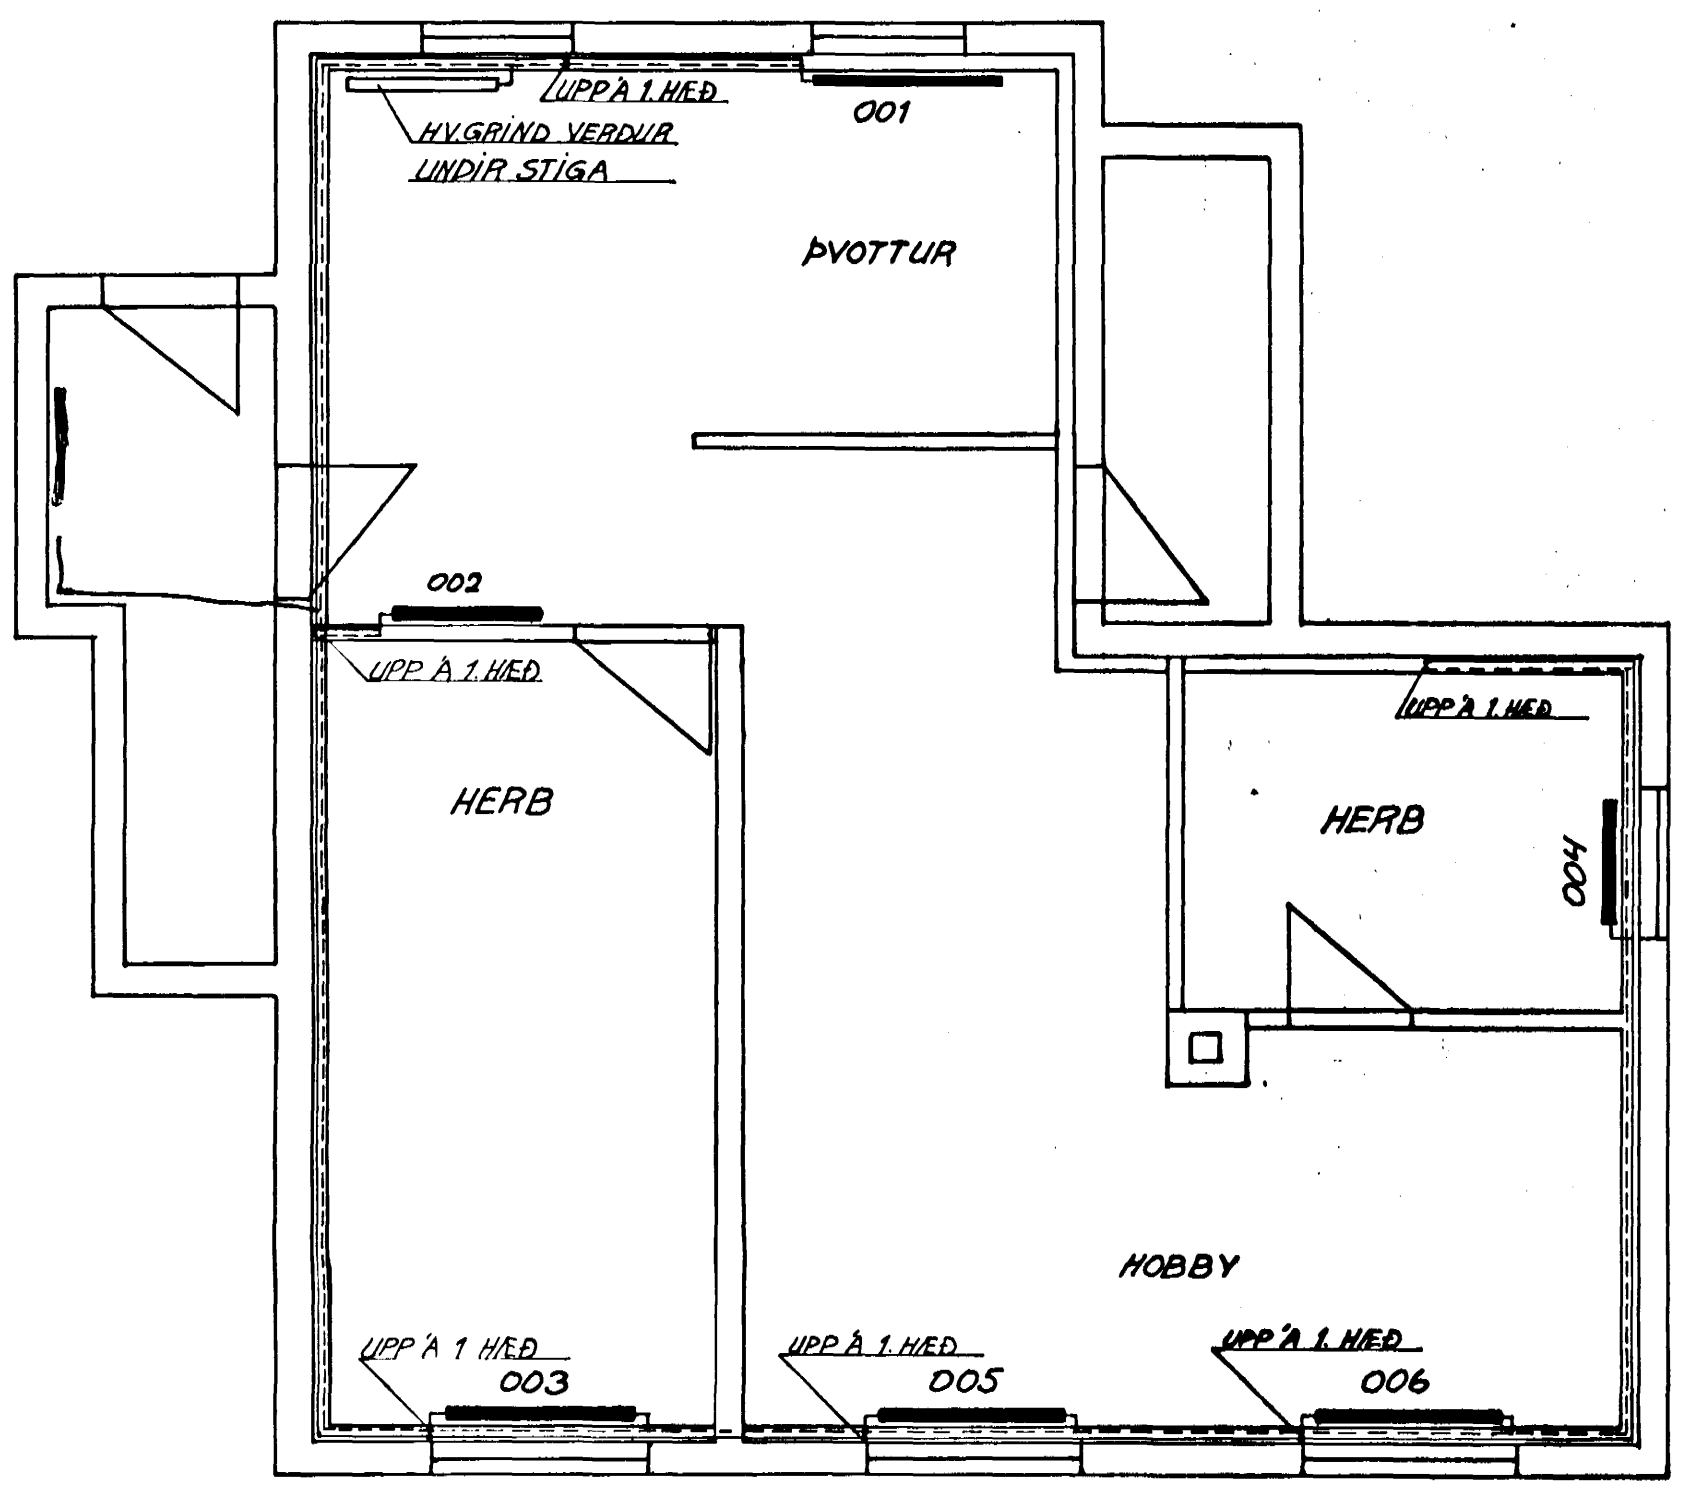 UPP Á 1. HÆÐ
001
HV.GRIND VERDUR
UNDIR STIGA
ÞVOTTUR
002
UPP Á 1. HÆÐ
UPP Á 1. HÆÐ
HERB
HERB
004
HOBBY
UPP Á 1 HÆÐ
003
UPP Á 1. HÆÐ
005
UPP Á 1. HÆÐ
006